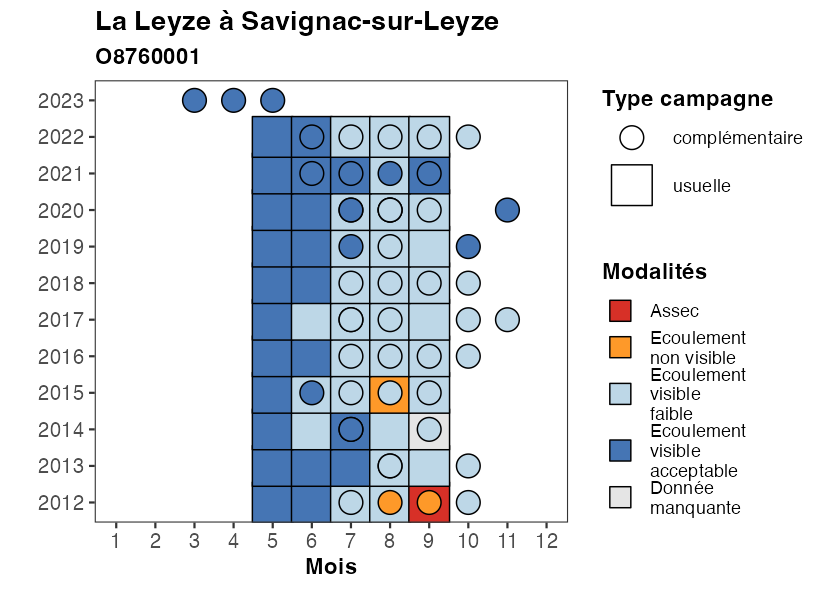 La Leyze à Savignac-sur-Leyze
O8760001
2023
2022
2021
2020
2019
2018
2017
2016
2015
2014
2013
2012
1 2 3 4 5 6 7 8 9 10 11 12
Mois
Type campagne
complémentaire
usuelle
Modalités
Assec
Ecoulement
non visible
Ecoulement
visible
faible
Ecoulement
visible
acceptable
Donnée
manquante